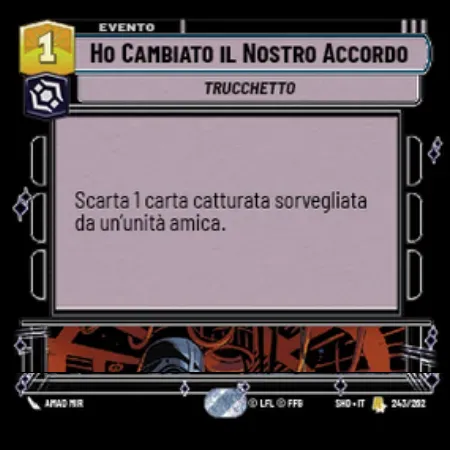 EVENTO
1
HO CAMBIATO IL NOSTRO ACCORDO
TRUCCHETTO
Scarta 1 carta catturata sorvegliata
da un'unità amica.
AMAD MIR
© LFL © FFG
SHD • IT
243/262